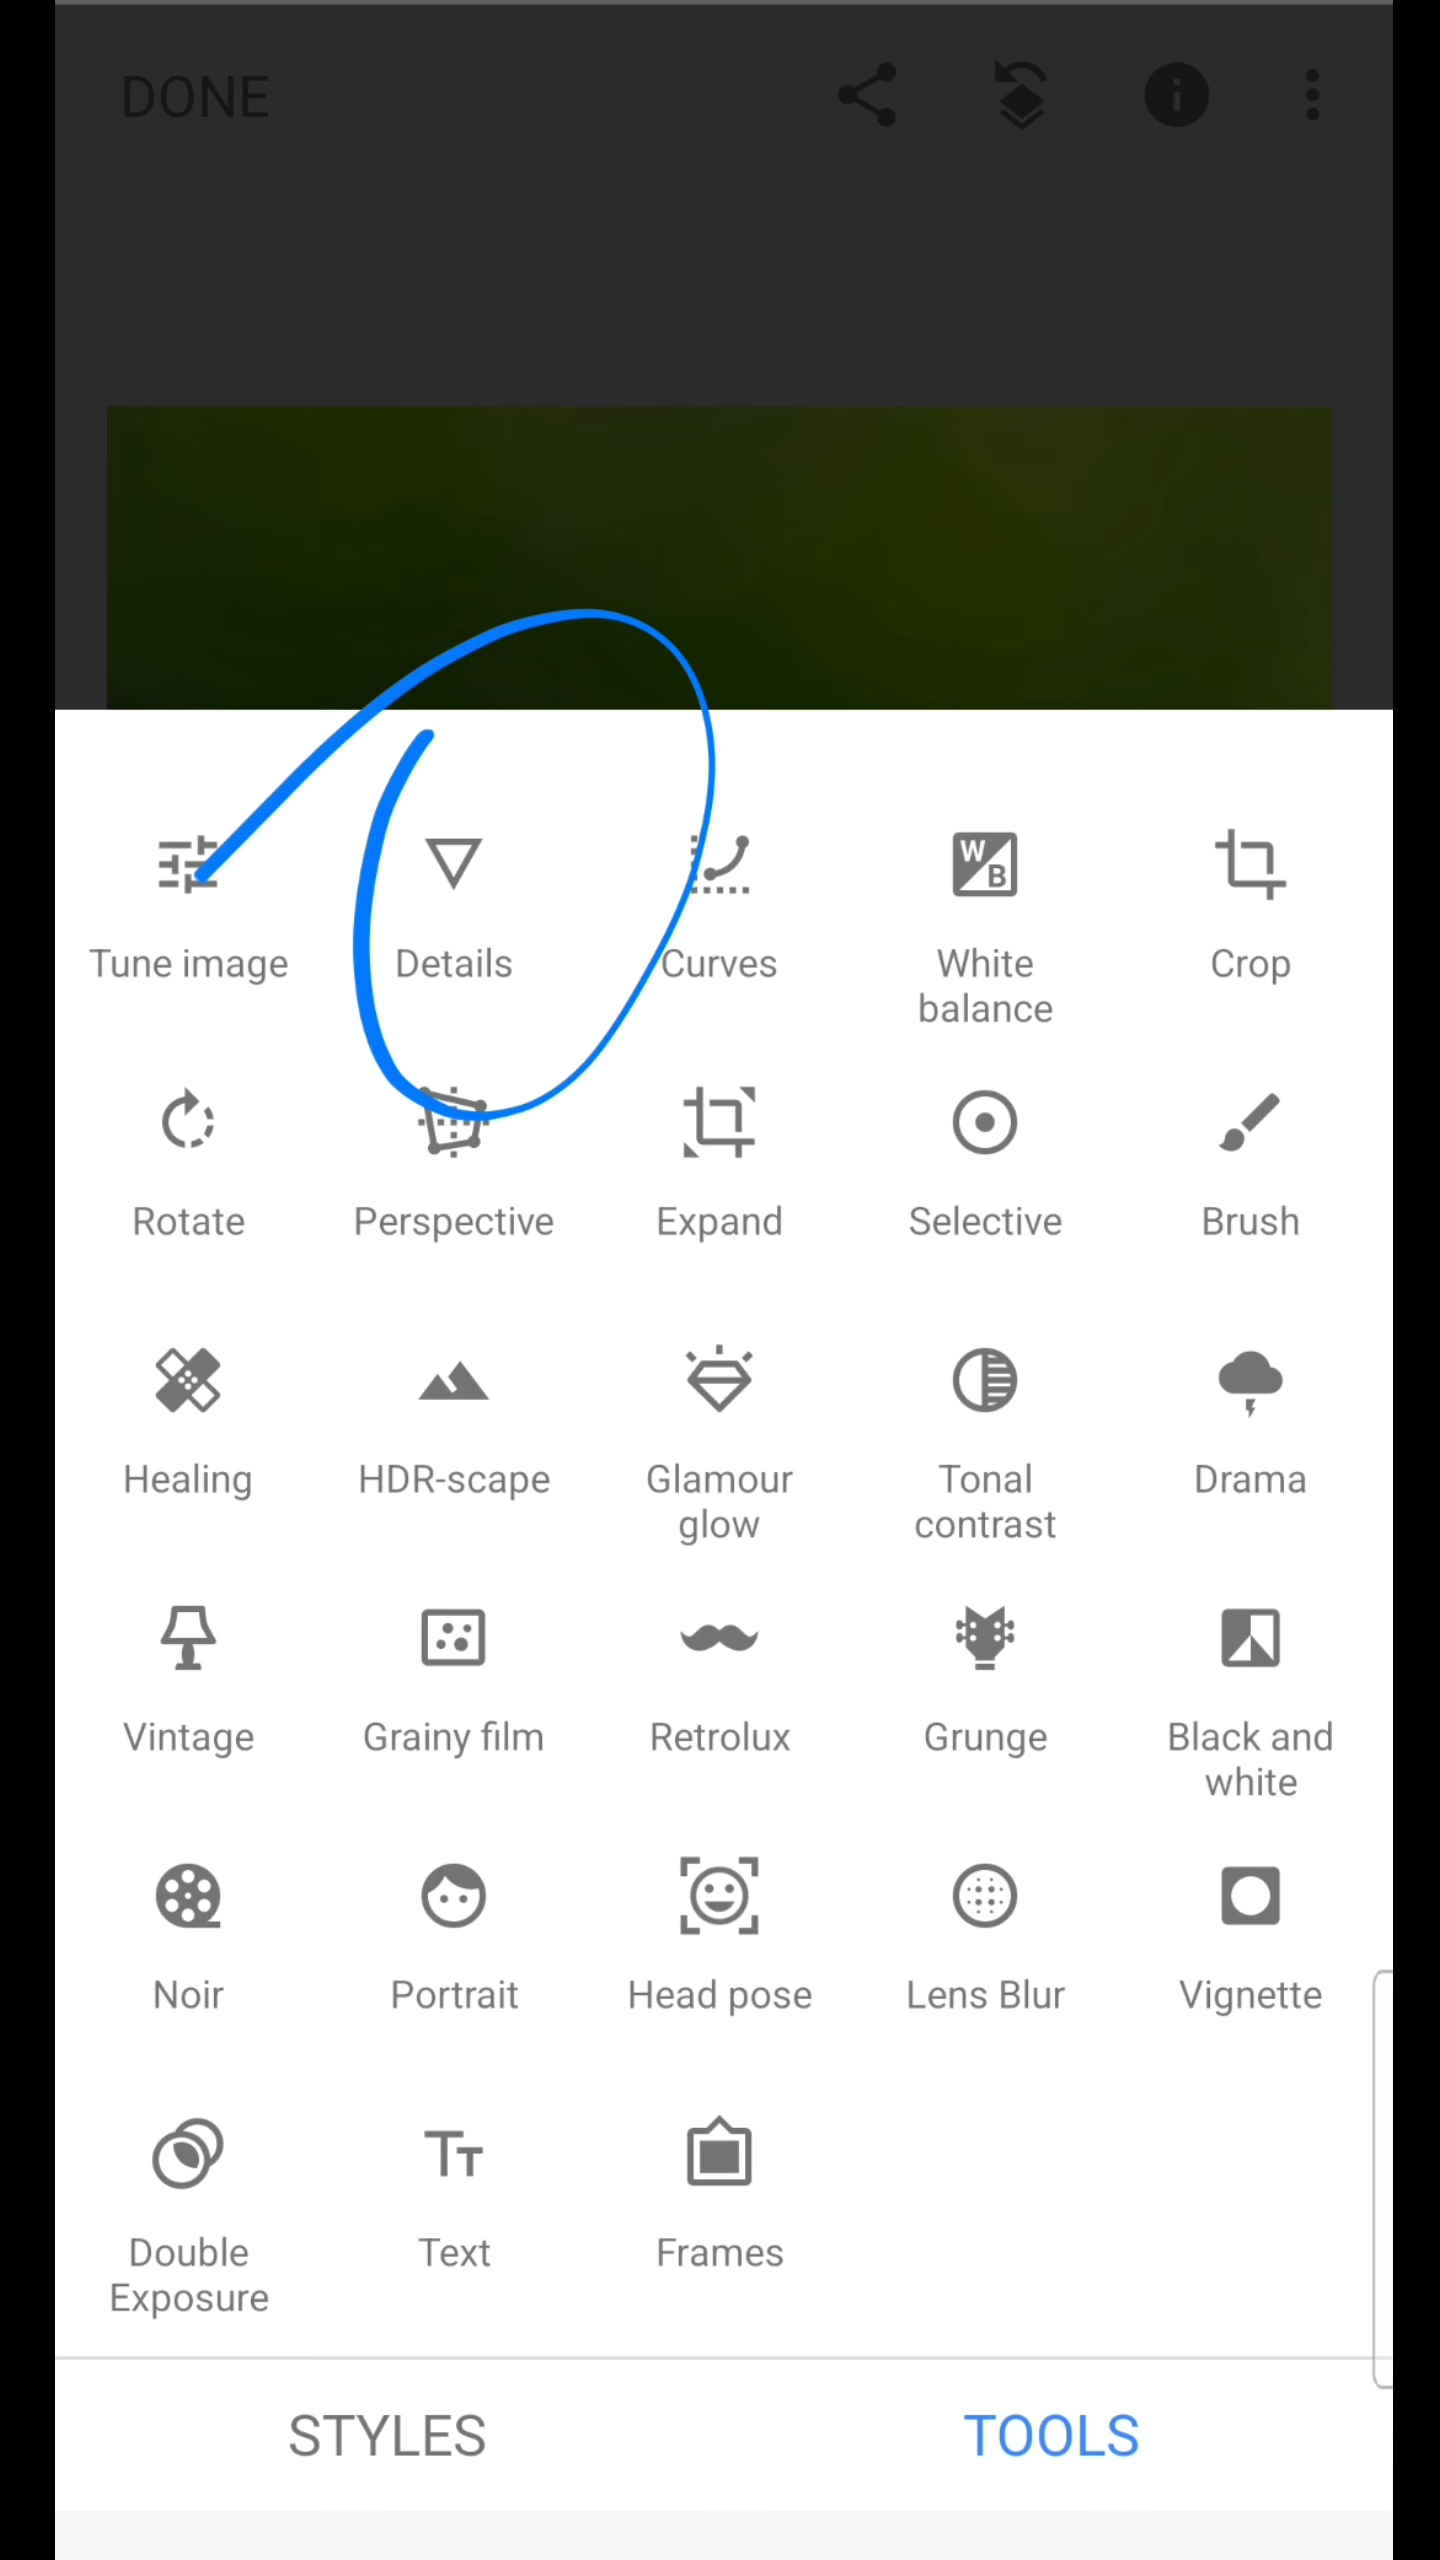 DONE
Tune image
Details
Curves
White
balance
Crop
Rotate
Perspective
Expand
Selective
Brush
Healing
HDR-scape
Glamour
glow
Tonal
contrast
Drama
Vintage
Grainy film
Retrolux
Grunge
Black and
white
Noir
Portrait
Head pose
Lens Blur
Vignette
Double
Exposure
Text
Frames
STYLES
TOOLS